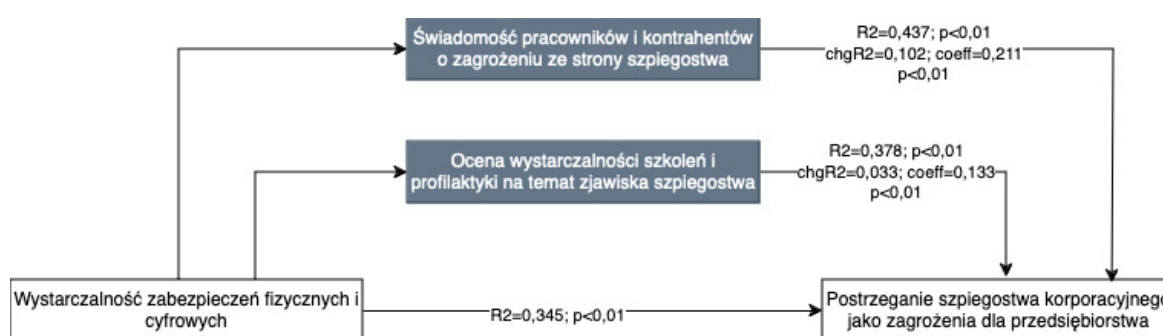 Świadomość pracowników i kontrahentów
o zagrożeniu ze strony szpiegostwa
R2=0,437; p<0,01
chgR2=0,102; coeff=0,211
p<0,01
Ocena wystarczalności szkoleń i
profilaktyki na temat zjawiska szpiegostwa
R2=0,378; p<0,01
chgR2=0,033; coeff=0,133
p<0,01
Wystarczalność zabezpieczeń fizycznych i
cyfrowych
R2=0,345; p<0,01
Postrzeganie szpiegostwa korporacyjnego
jako zagrożenia dla przedsiębiorstwa